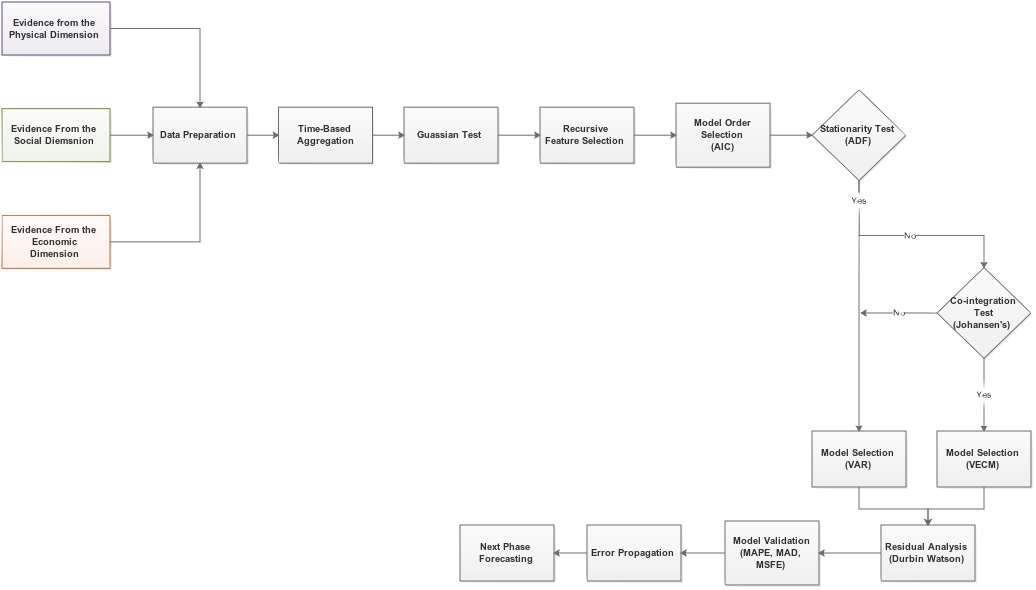 Evidence from the
Physical Dimension
Evidence From the
Social Diemsnion
Data Preparation
Time-Based
Aggregation
Guassian Test
Recursive
Feature Selection
Model Order
Selection
(AIC)
Stationarity Test
(ADF)
Yes
No
Evidence From the
Economic
Dimension
Co-integration
Test
(Johansen's)
No
Yes
Model Selection
(VAR)
Model Selection
(VECM)
Next Phase
Forecasting
Error Propagation
Model Validation
(MAPE, MAD,
MSFE)
Residual Analysis
(Durbin Watson)